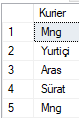 Kurier
1 Mng
2 Yurtiçi
3 Aras
4 Sürat
5 Mng